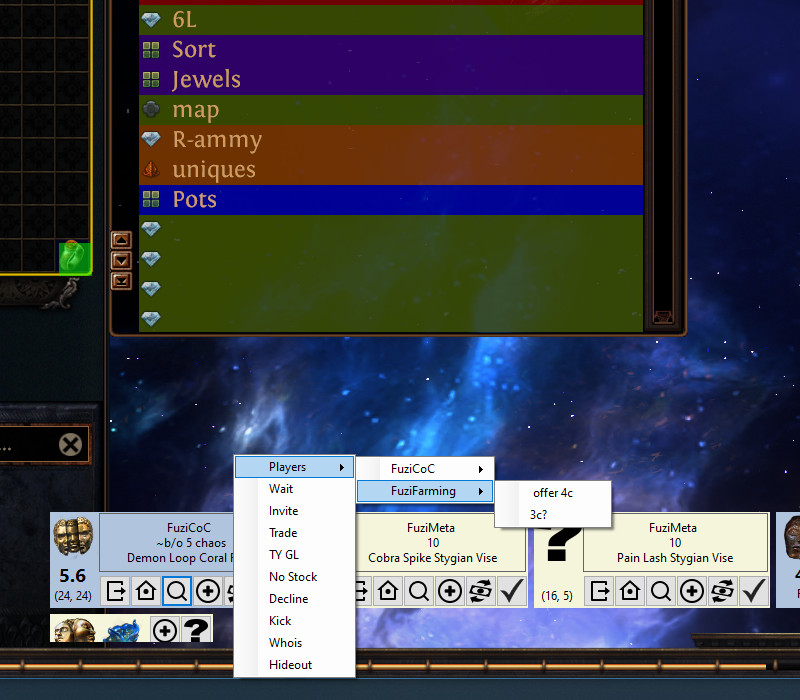 6L
Sort
Jewels
map
R-ammy
uniques
Pots
...
Players
FuziCoC
Wait
FuziFarming
offer 4c
Invite
3c?
Trade
TY GL
No Stock
Decline
Kick
Whois
Hideout
FuziCoC
~b/o 5 chaos
Demon Loop Coral
5.6
(24, 24)
FuziMeta
10
Cobra Spike Stygian Vise
?
(16, 5)
FuziMeta
10
Pain Lash Stygian Vise
?